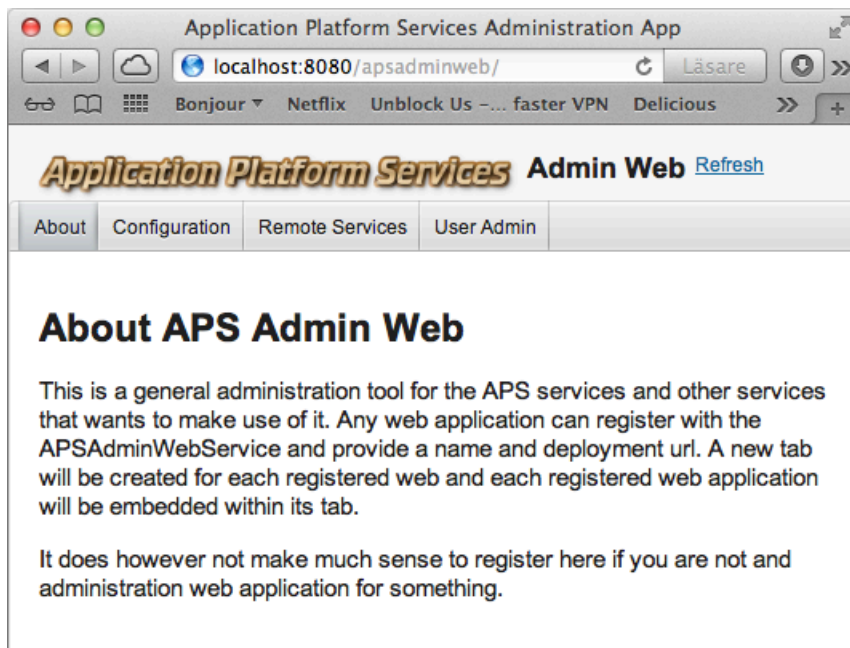 Application Platform Services Administration App
localhost:8080/apsadminweb/ Läsare
Bonjour Netflix Unblock Us -... faster VPN Delicious
Application Platform Services Admin Web Refresh
About Configuration Remote Services User Admin
About APS Admin Web
This is a general administration tool for the APS services and other services
that wants to make use of it. Any web application can register with the
APSAdminWebService and provide a name and deployment url. A new tab
will be created for each registered web and each registered web application
will be embedded within its tab.
It does however not make much sense to register here if you are not and
administration web application for something.